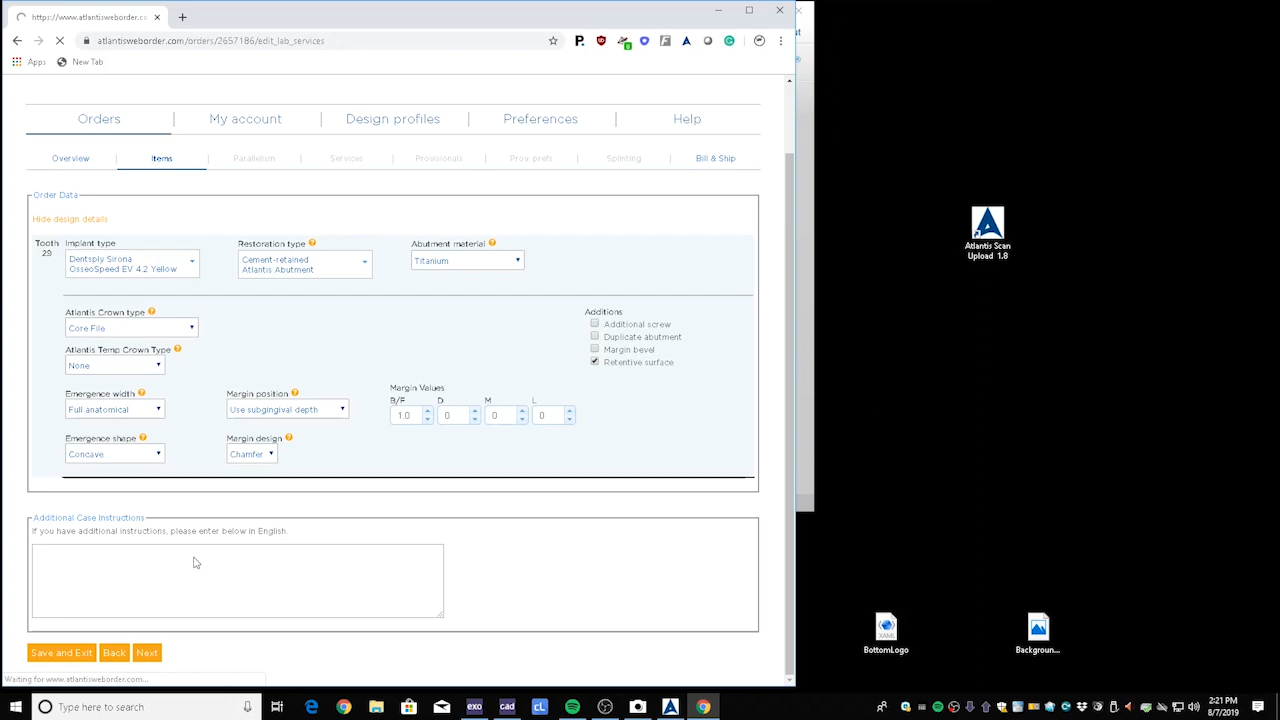 https://www.atlantisweborder.cc
atlantisweborder.com/orders/2657186/edit_lab_services
Apps
New Tab
Orders
My account
Design profiles
Preferences
Help
Overview
Items
Parallelism
Services
Provisionals
Prov. prefs
Splinting
Bill & Ship
Order Data
Hide design details
Tooth
29
Implant type
Dentsply Sirona
OsseoSpeed EV 4.2 Yellow
Restoration type
Cement-retained
Atlantis Abutment
Abutment material
Titanium
Atlantis Crown type
Core File
Atlantis Temp Crown Type
None
Additions
Additional screw
Duplicate abutment
Margin bevel
Retentive surface
Emergence width
Full anatomical
Margin position
Use subgingival depth
Margin Values
B/F D M L
1.0 0 0 0
Emergence shape
Concave
Margin design
Chamfer
Additional Case Instructions
If you have additional instructions, please enter below in English.
Save and Exit
Back
Next
Waiting for www.atlantisweborder.com...
Atlantis Scan
Upload 1.8
XAML
BottomLogo
Backgroun...
Type here to search
exo
cad
cL
2:21 PM
8/7/2019